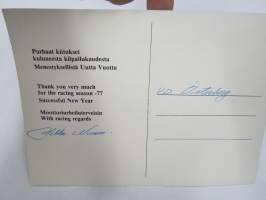 Parhaat kiitokset
kuluneesta kilpailukaudesta
Menestyksellistä Uutta Vuotta
Thank you very much
for the racing season -77
Successful New Year
Moottoriurheiluterveisin
With racing regards